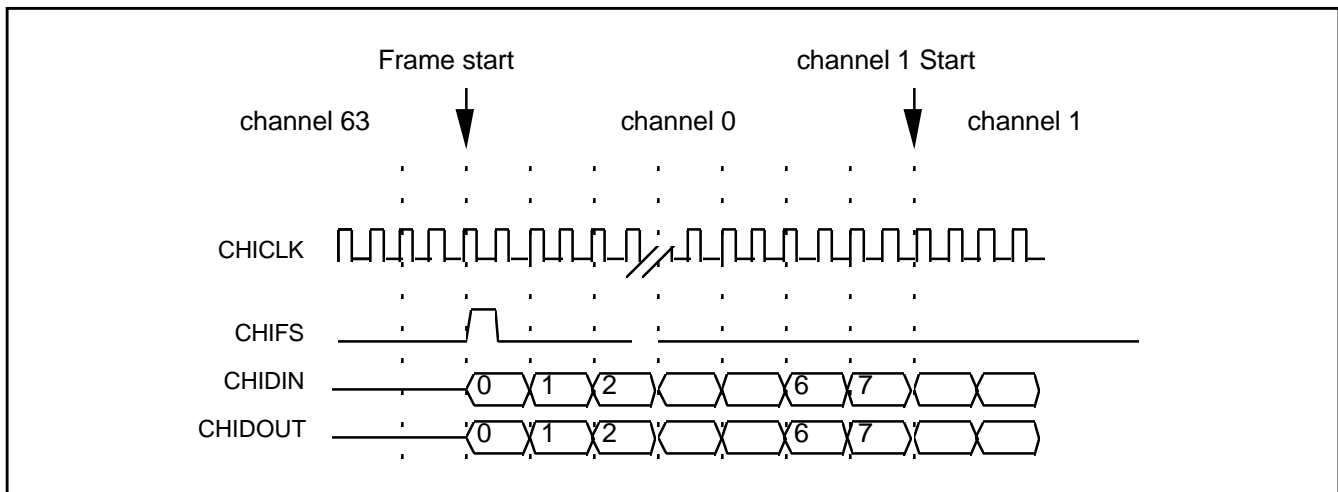 Frame start
channel 1 Start
channel 63
channel 0
channel 1
CHICLK
CHIFS
CHIDIN
0 1 2 6 7
CHIDOUT
0 1 2 6 7